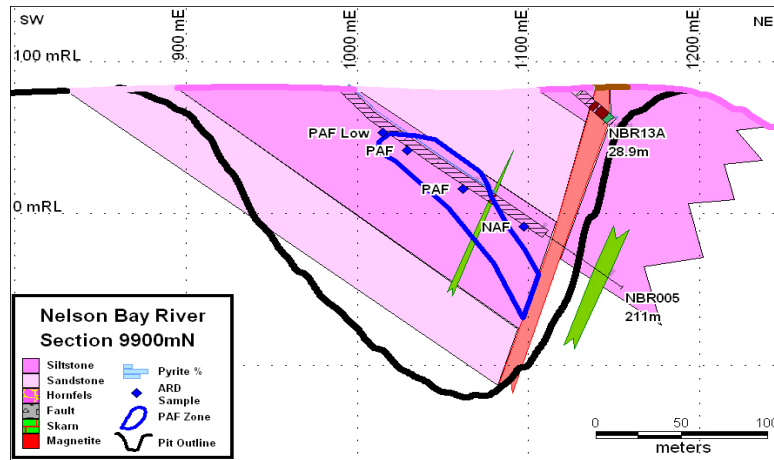 SW
900 mE
1000 mE
1100 mE
1200 mE
NE
100 mRL
PAF Low
PAF
PAF
NAF
NBR13A
28.9m
0 mRL
NBR005
211m
Nelson Bay River
Section 9900mN
Siltstone
Sandstone
Hornfels
Fault
Skarn
Magnetite
Pyrite %
ARD
Sample
PAF Zone
Pit Outline
0 50 100
meters